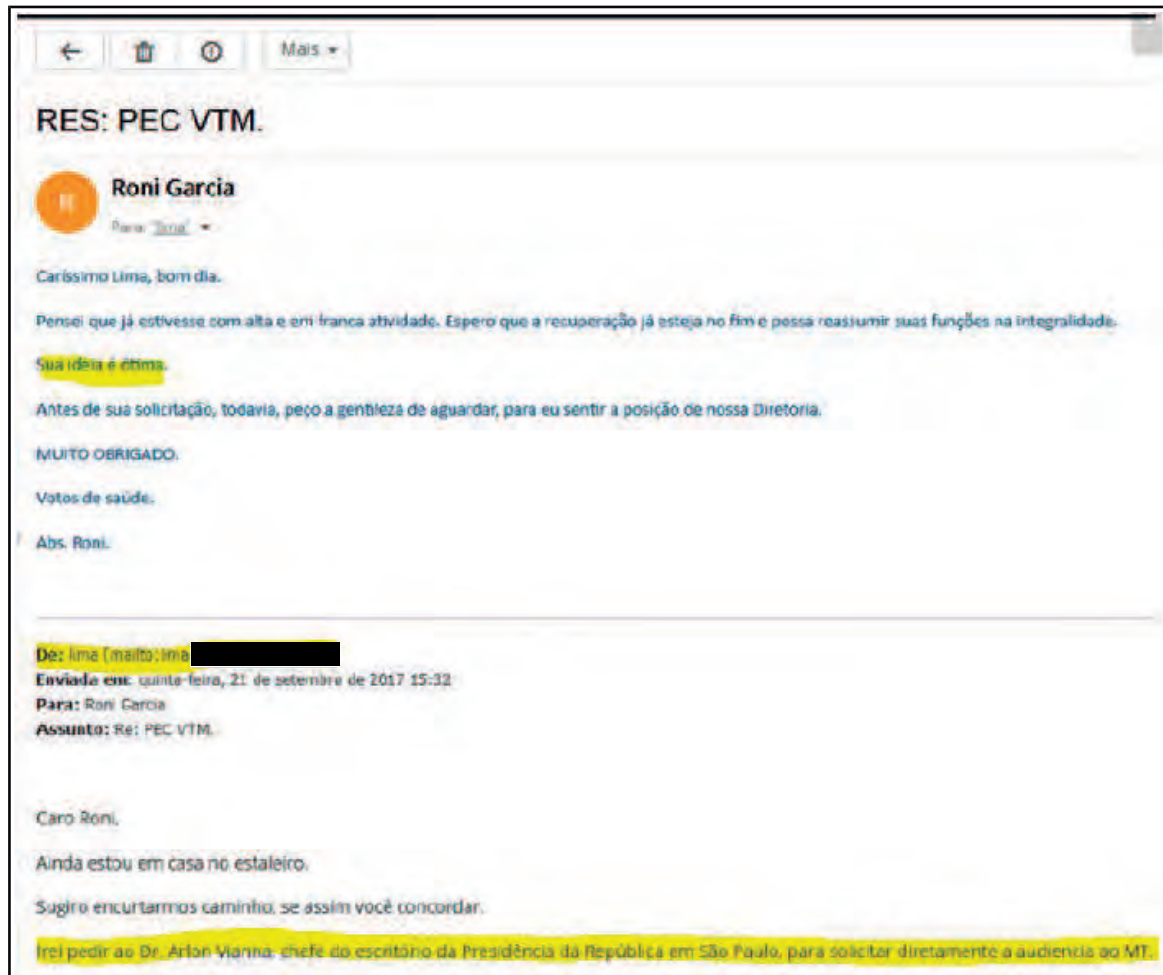 Mais
RES: PEC VTM.
R
Roni Garcia
Para: 'lima'
Caríssimo Lima, bom dia.
Pensei que já estivesse com alta e em franca atividade. Espero que a recuperação já esteja no fim e possa reassumir suas funções na integralidade.
Sua ideia é ótima.
Antes de sua solicitação, todavia, peço a gentileza de aguardar, para eu sentir a posição de nossa Diretoria.
MUITO OBRIGADO.
Votos de saúde.
Abs. Roni.
De: lima [mailto:lma
Enviada em: quinta-feira, 21 de setembro de 2017 15:32
Para: Roni Garcia
Assunto: Re: PEC VTM.
Caro Roni,
Ainda estou em casa no estaleiro.
Sugiro encurtarmos caminho, se assim você concordar.
Irei pedir ao Dr. Arlon Vianna, chefe do escritório da Presidência da República em São Paulo, para solicitar diretamente a audiencia ao MT.